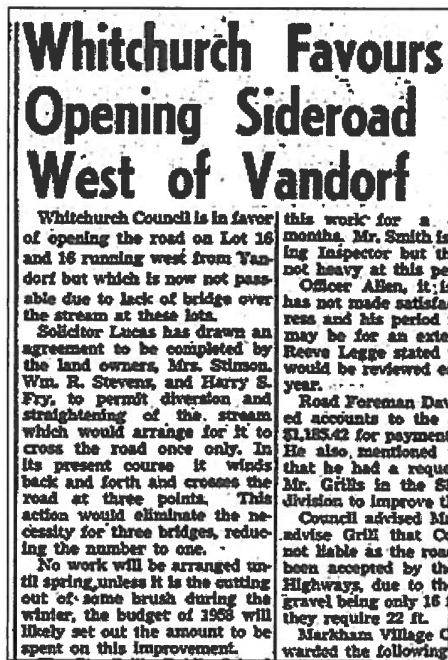 Whitchurch Favours
Opening Sideroad
West of Vandorf
Whitchurch Council is in favor
of opening the road on Lot 16
and 16 running west from Van-
dorf but which is now not pass-
able due to lack of bridge over
the stream at these lots.
Solicitor Lucas has drawn an
agreement to be completed by
the land owners, Mrs. Stimson,
Wm. R. Stevens, and Harry S.
Fry, to permit diversion and
straightening of the stream
which would arrange for it to
cross the road once only. In
its present course it winds
back and forth and crosses the
road at three points. This
action would eliminate the ne-
cessity for three bridges, reduc-
ing the number to one.
No work will be arranged un-
til spring, unless it is the cutting
out of some brush during the
winter, the budget of 1958 will
likely set out the amount to be
spent on this improvement.
this work for a
months. Mr. Smith is
ing Inspector but th
not heavy at this pe
Officer Allen, it is
has not made satisfa
ress and his period
may be for an exte
Reeve Legge stated
would be reviewed e
year.
Road Foreman Dav
ed accounts to the
$1,185.42 for payment
He also mentioned
that he had a reque
Mr. Grills in the S
division to improve t
Council advised M
advise Grill that Co
not liable as the road
been accepted by the
Highways, due to the
gravel being only 16
they require 22 ft.
Markham Village C
warded the following